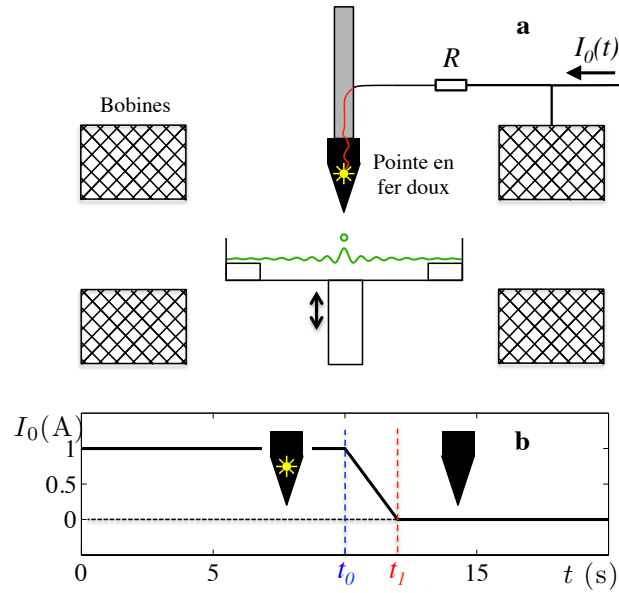 a
I₀(t)
R
Bobines
Pointe en
fer doux
I₀(A)
b
1
0.5
0
0
5
t₀
t₁
15
t (s)